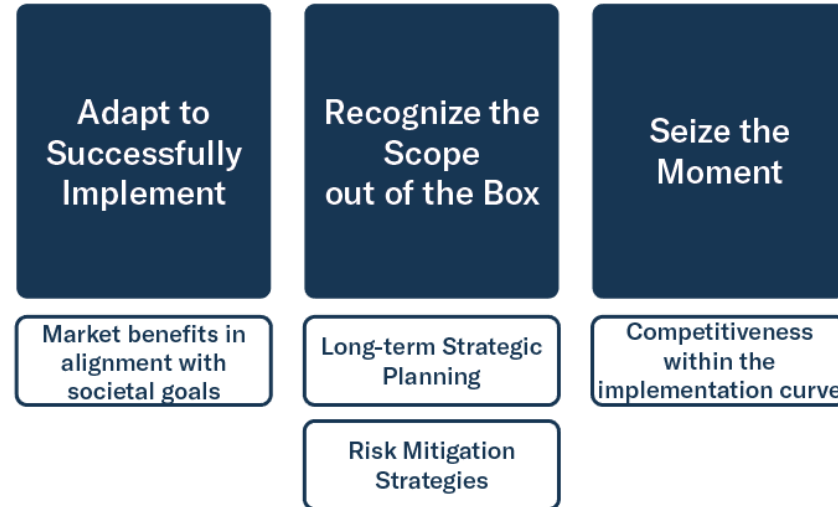 Adapt to
Successfully
Implement
Recognize the
Scope
out of the Box
Seize the
Moment
Market benefits in
alignment with
societal goals
Long-term Strategic
Planning
Competitiveness
within the
implementation curve
Risk Mitigation
Strategies